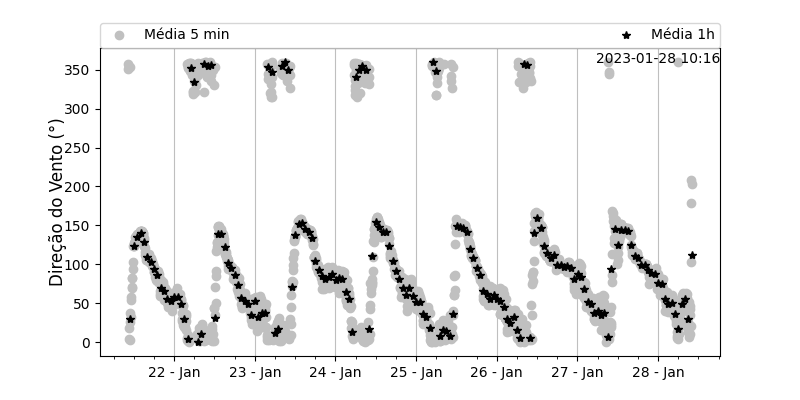 Média 5 min
Média 1h
2023-01-28 10:16
Direção do Vento (°)
350
300
250
200
150
100
50
0
22 - Jan
23 - Jan
24 - Jan
25 - Jan
26 - Jan
27 - Jan
28 - Jan